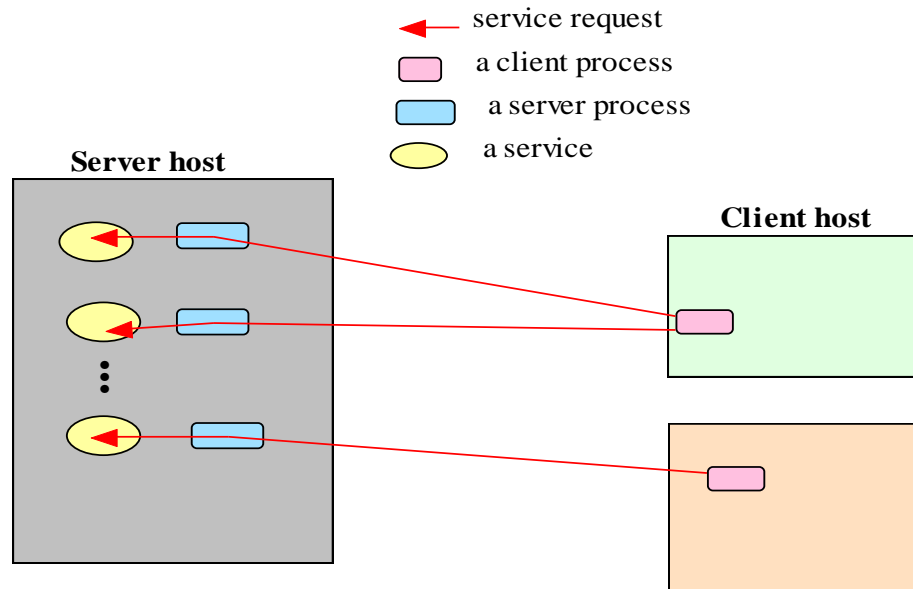 service request
a client process
a server process
a service
Server host
Client host